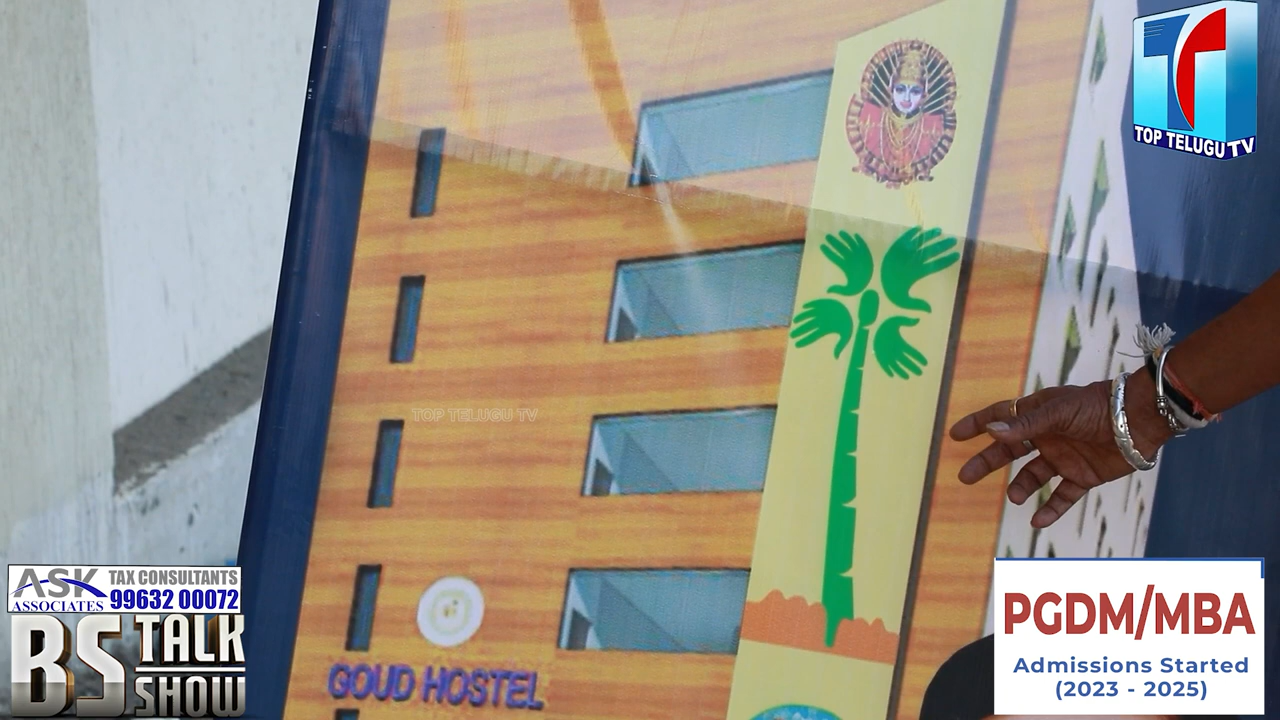 TOP TELUGU TV
TOP TELUGU TV
ASK
ASSOCIATES
TAX CONSULTANTS
99632 00072
BS TALK
SHOW
GOUD HOSTEL
PGDM/MBA
Admissions Started
(2023 - 2025)